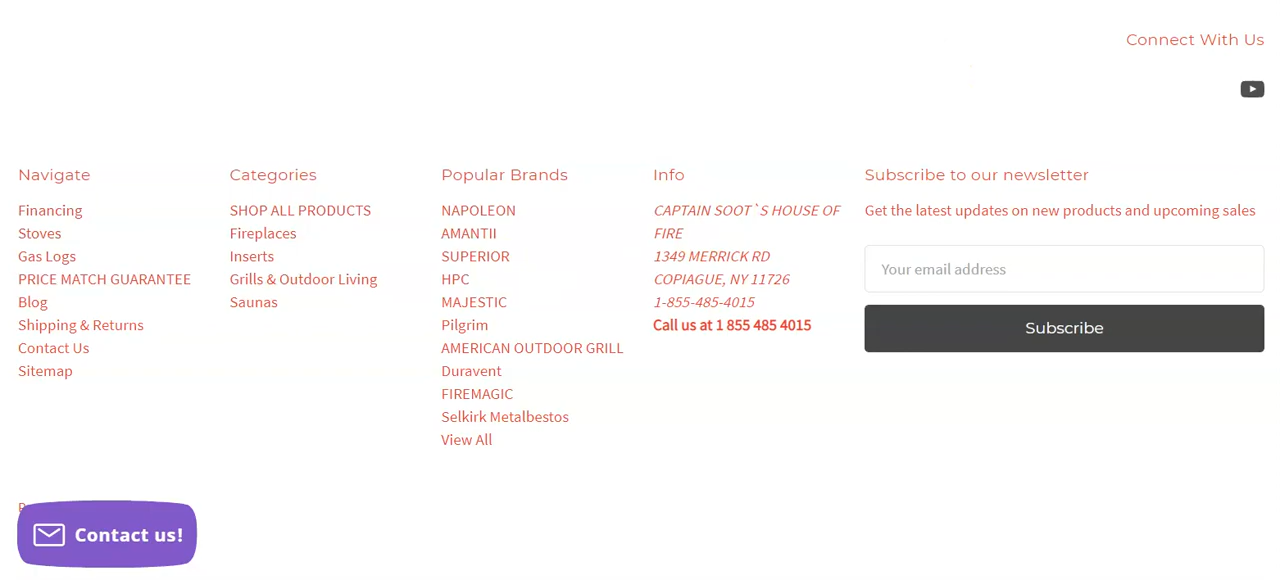 Connect With Us
Navigate
Financing
Stoves
Gas Logs
PRICE MATCH GUARANTEE
Blog
Shipping & Returns
Contact Us
Sitemap
Categories
SHOP ALL PRODUCTS
Fireplaces
Inserts
Grills & Outdoor Living
Saunas
Popular Brands
NAPOLEON
AMANTII
SUPERIOR
HPC
MAJESTIC
Pilgrim
AMERICAN OUTDOOR GRILL
Duravent
FIREMAGIC
Selkirk Metalbestos
View All
Info
CAPTAIN SOOT`S HOUSE OF
FIRE
1349 MERRICK RD
COPIAGUE, NY 11726
1-855-485-4015
Call us at 1 855 485 4015
Subscribe to our newsletter
Get the latest updates on new products and upcoming sales
Your email address
Subscribe
Contact us!